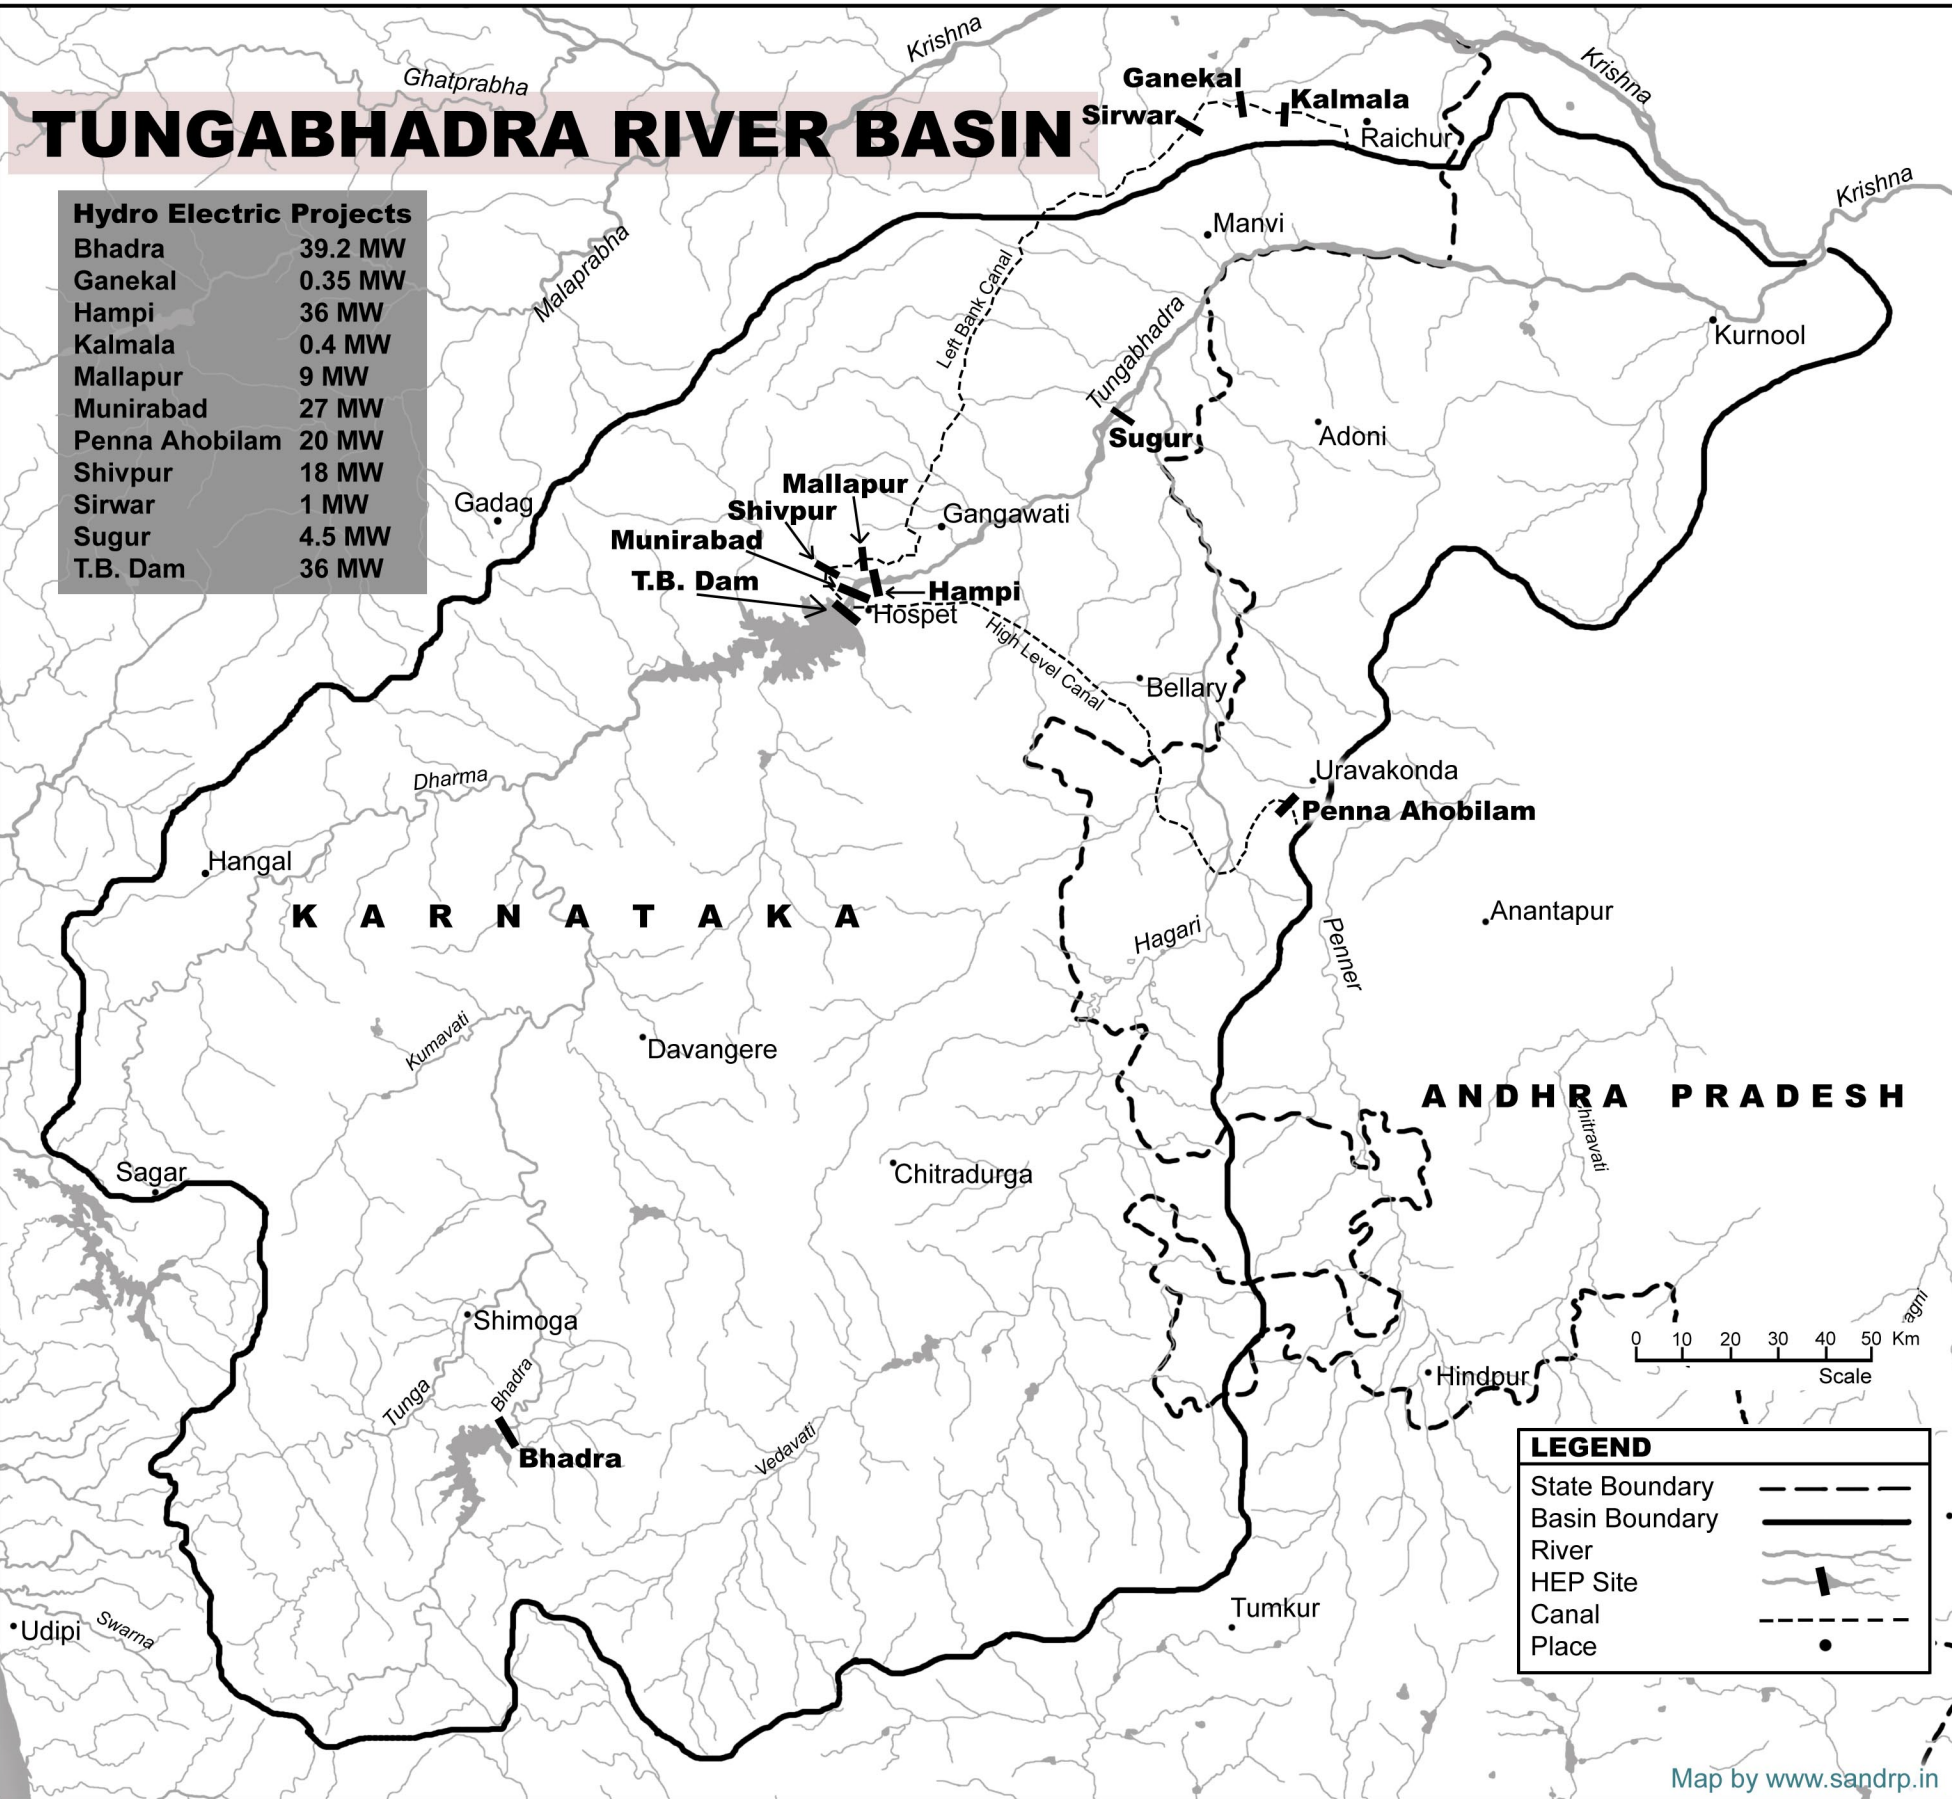 Krishna
Krishna
Ghatprabha
Ganekal
Kalmala
Sirwar
Raichur
TUNGABHADRA RIVER BASIN
Krishna
Hydro Electric Projects
Bhadra 39.2 MW
Ganekal 0.35 MW
Hampi 36 MW
Kalmala 0.4 MW
Mallapur 9 MW
Munirabad 27 MW
Penna Ahobilam 20 MW
Shivpur 18 MW
Sirwar 1 MW
Sugur 4.5 MW
T.B. Dam 36 MW
Malaprabha
Manvi
Left Bank Canal
Tungabhadra
Kurnool
Sugur
Adoni
Gadag
Mallapur
Shivpur
Munirabad
T.B. Dam
Gangawati
Hampi
Hospet
High Level Canal
Bellary
Dharma
Uravakonda
Penna Ahobilam
Hangal
KARNATAKA
Hagari
Penner
Anantapur
Kumavati
Davangere
ANDHRA PRADESH
hitravati
Sagar
Chitradurga
Shimoga
agni
0 10 20 30 40 50 Km
Scale
Hindpur
Tunga
Bhadra
Bhadra
Vedavati
LEGEND
State Boundary
Basin Boundary
River
HEP Site
Canal
Place
Udipi
Swarna
Tumkur
Map by www.sandrp.in